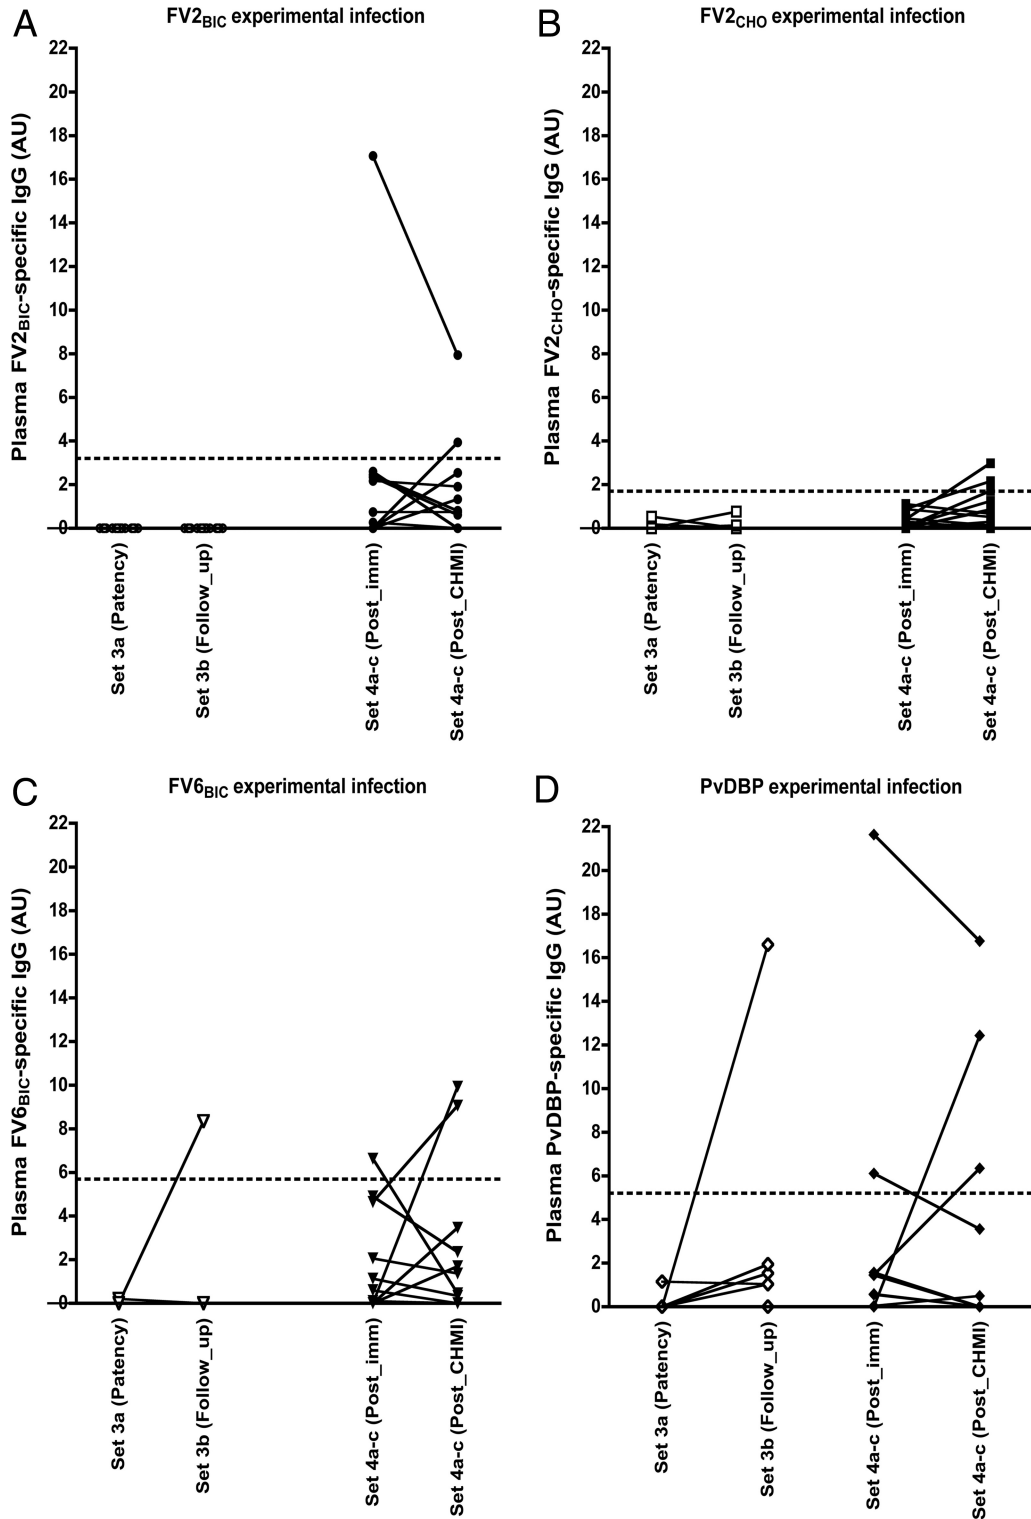 A
FV2BIC experimental infection
Plasma FV2BIC-specific IgG (AU)
22
20
18
16
14
12
10
8
6
4
2
0
Set 3a (Patency)
Set 3b (Follow_up)
Set 4a-c (Post_imm)
Set 4a-c (Post_CHMI)
B
FV2CHO experimental infection
Plasma FV2CHO-specific IgG (AU)
22
20
18
16
14
12
10
8
6
4
2
0
Set 3a (Patency)
Set 3b (Follow_up)
Set 4a-c (Post_imm)
Set 4a-c (Post_CHMI)
C
FV6BIC experimental infection
Plasma FV6BIC-specific IgG (AU)
22
20
18
16
14
12
10
8
6
4
2
0
Set 3a (Patency)
Set 3b (Follow_up)
Set 4a-c (Post_imm)
Set 4a-c (Post_CHMI)
D
PvDBP experimental infection
Plasma PvDBP-specific IgG (AU)
22
20
18
16
14
12
10
8
6
4
2
0
Set 3a (Patency)
Set 3b (Follow_up)
Set 4a-c (Post_imm)
Set 4a-c (Post_CHMI)